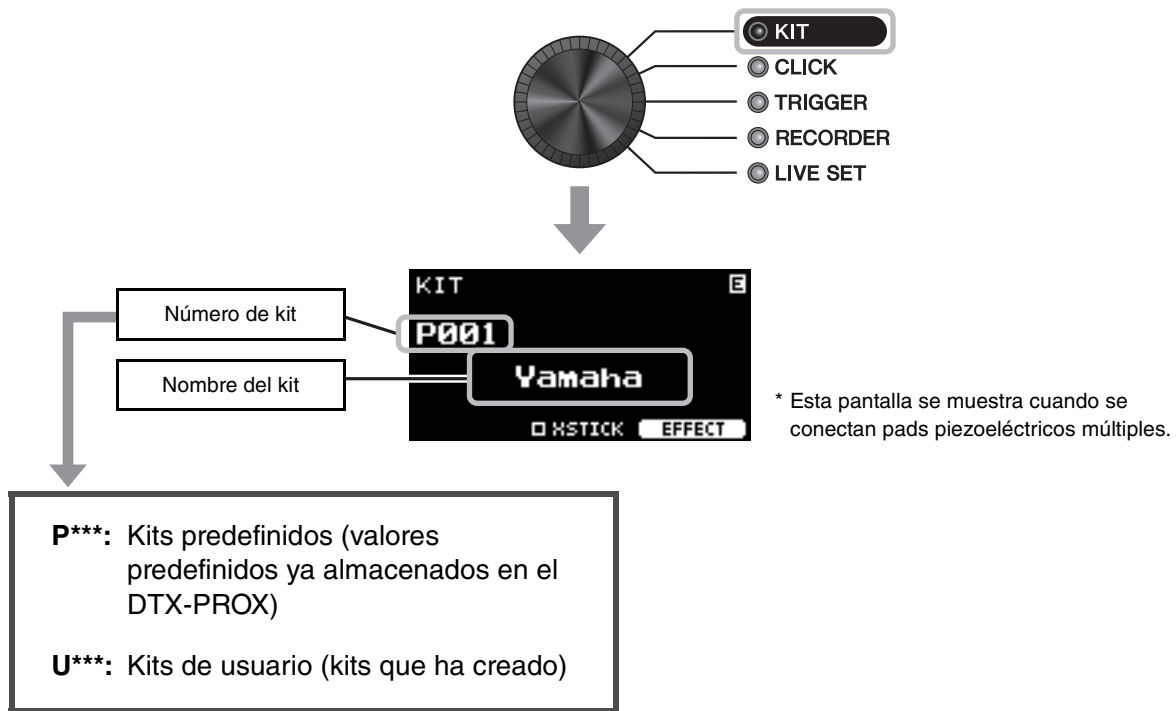 KIT
CLICK
TRIGGER
RECORDER
LIVE SET
KIT E
Número de kit
P001
Nombre del kit
Yamaha
XSTICK EFFECT
* Esta pantalla se muestra cuando se
conectan pads piezoeléctricos múltiples.
P***: Kits predefinidos (valores
predefinidos ya almacenados en el
DTX-PROX)
U***: Kits de usuario (kits que ha creado)